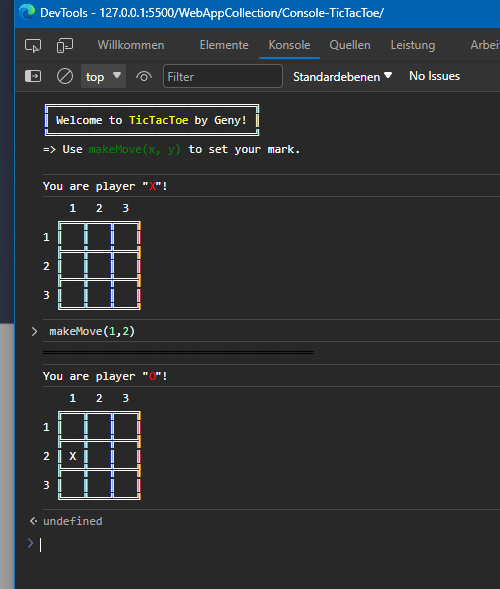 DevTools - 127.0.0.1:5500/WebAppCollection/Console-TicTacToe/
Willkommen Elemente Konsole Quellen Leistung Arbei
top Filter Standardebenen No Issues
Welcome to TicTacToe by Geny!
=> Use makeMove(x, y) to set your mark.
You are player "X"!
1 2 3
1
2
3
> makeMove(1,2)
You are player "O"!
1 2 3
1
2 X
3
undefined
>